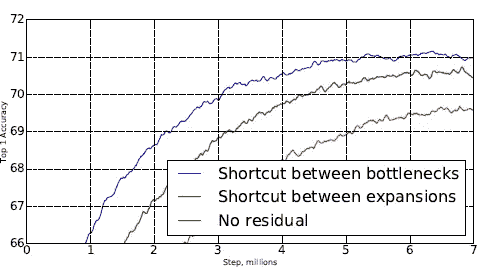 72
71
70
69
68
67
66
Top 1 Accuracy
Shortcut between bottlenecks
Shortcut between expansions
No residual
0 1 2 3 4 5 6 7
Step, millions